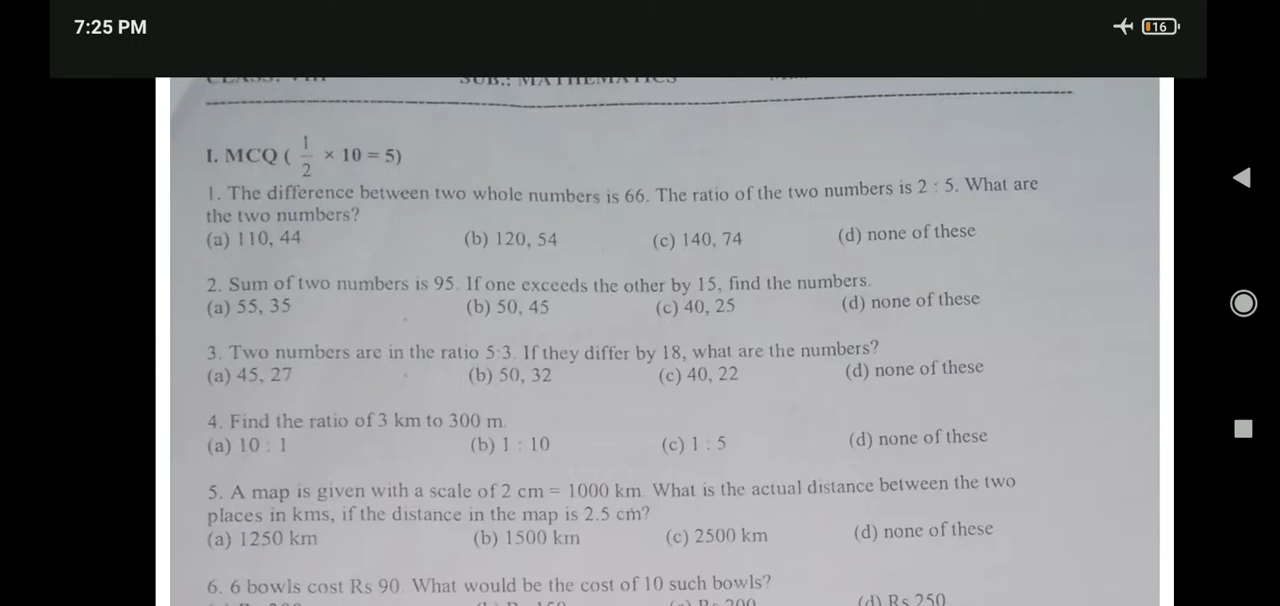 7:25 PM
16
SUB.: MATHEMATICS
I. MCQ ( 1/2 × 10 = 5)
1. The difference between two whole numbers is 66. The ratio of the two numbers is 2 : 5. What are
the two numbers?
(a) 110, 44 (b) 120, 54 (c) 140, 74 (d) none of these
2. Sum of two numbers is 95. If one exceeds the other by 15, find the numbers.
(a) 55, 35 (b) 50, 45 (c) 40, 25 (d) none of these
3. Two numbers are in the ratio 5:3. If they differ by 18, what are the numbers?
(a) 45, 27 (b) 50, 32 (c) 40, 22 (d) none of these
4. Find the ratio of 3 km to 300 m.
(a) 10 : 1 (b) 1 : 10 (c) 1 : 5 (d) none of these
5. A map is given with a scale of 2 cm = 1000 km. What is the actual distance between the two
places in kms, if the distance in the map is 2.5 cm?
(a) 1250 km (b) 1500 km (c) 2500 km (d) none of these
6. 6 bowls cost Rs 90. What would be the cost of 10 such bowls?
(d) Rs 250